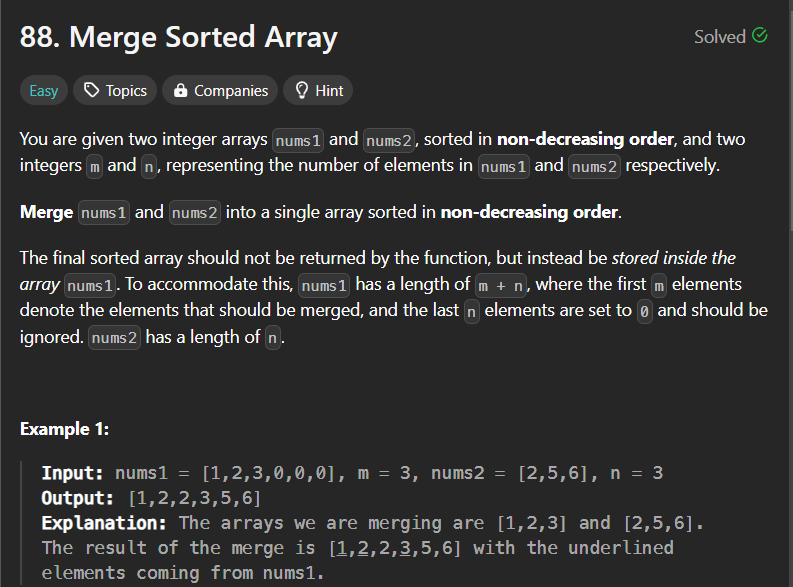 88. Merge Sorted Array
Solved
Easy Topics Companies Hint
You are given two integer arrays nums1 and nums2, sorted in non-decreasing order, and two
integers m and n, representing the number of elements in nums1 and nums2 respectively.
Merge nums1 and nums2 into a single array sorted in non-decreasing order.
The final sorted array should not be returned by the function, but instead be stored inside the
array nums1. To accommodate this, nums1 has a length of m + n, where the first m elements
denote the elements that should be merged, and the last n elements are set to 0 and should be
ignored. nums2 has a length of n.
Example 1:
Input: nums1 = [1,2,3,0,0,0], m = 3, nums2 = [2,5,6], n = 3
Output: [1,2,2,3,5,6]
Explanation: The arrays we are merging are [1,2,3] and [2,5,6].
The result of the merge is [1,2,2,3,5,6] with the underlined
elements coming from nums1.